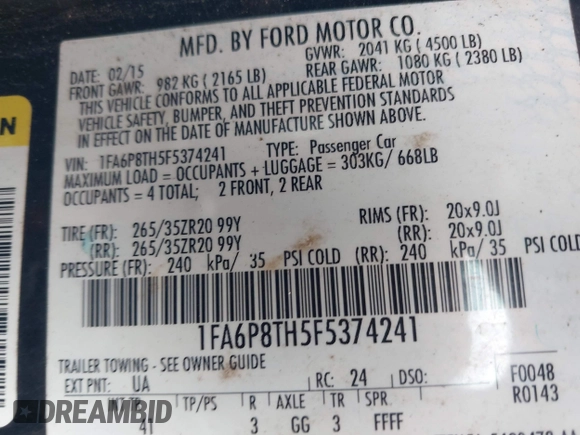 MFD. BY FORD MOTOR CO.
DATE: 02/15 GVWR: 2041 KG ( 4500 LB)
FRONT GAWR: 982 KG ( 2165 LB) REAR GAWR: 1080 KG ( 2380 LB)
THIS VEHICLE CONFORMS TO ALL APPLICABLE FEDERAL MOTOR
VEHICLE SAFETY, BUMPER, AND THEFT PREVENTION STANDARDS
IN EFFECT ON THE DATE OF MANUFACTURE SHOWN ABOVE.
VIN: 1FA6P8TH5F5374241 TYPE: Passenger Car
MAXIMUM LOAD = OCCUPANTS + LUGGAGE = 303KG/ 668LB
OCCUPANTS = 4 TOTAL; 2 FRONT, 2 REAR
TIRE (FR): 265/35ZR20 99Y RIMS (FR): 20x9.0J
(RR): 265/35ZR20 99Y (RR): 20x9.0J
PRESSURE (FR): 240 kPa/ 35 PSI COLD (RR): 240 kPa/ 35 PSI COLD
1FA6P8TH5F5374241
TRAILER TOWING - SEE OWNER GUIDE
EXT PNT: UA RC: 24 DSO: F0048
R0143
INT TR TP/PS R AXLE TR SPR
41 3 GG 3 FFFF
DREAMBID